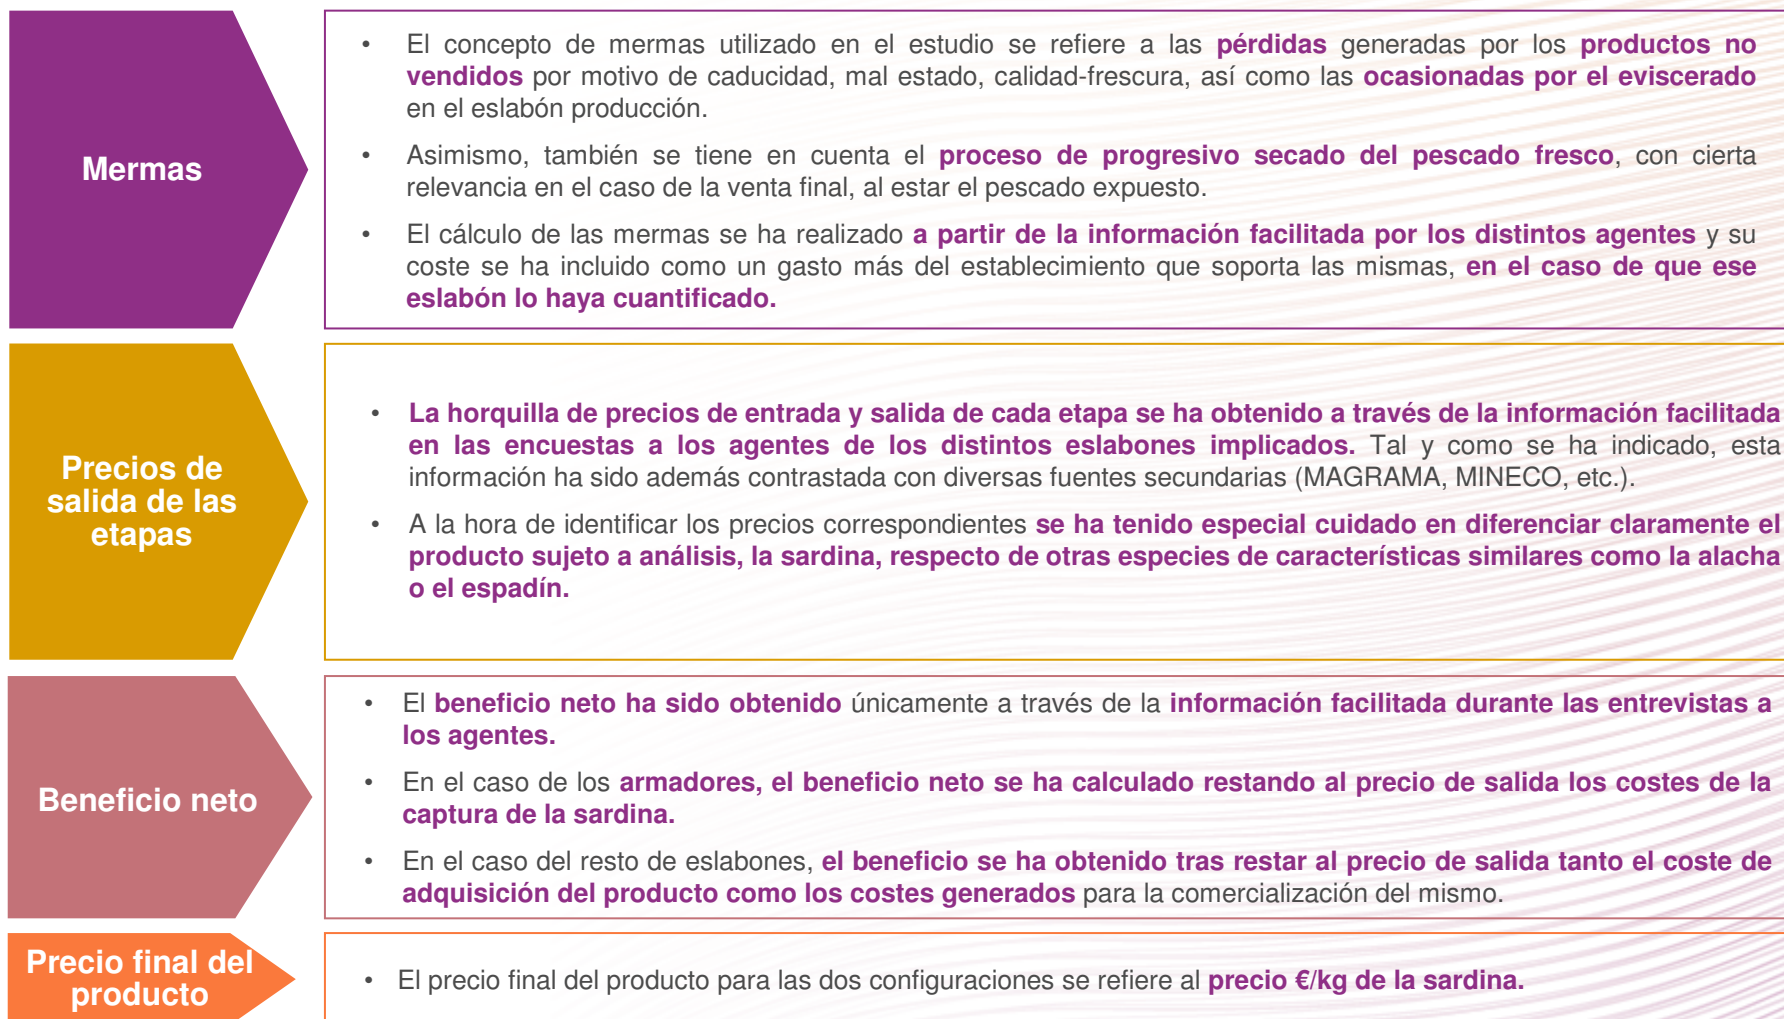 Mermas
• El concepto de mermas utilizado en el estudio se refiere a las pérdidas generadas por los productos no
vendidos por motivo de caducidad, mal estado, calidad-frescura, así como las ocasionadas por el eviscerado
en el eslabón producción.
• Asimismo, también se tiene en cuenta el proceso de progresivo secado del pescado fresco, con cierta
relevancia en el caso de la venta final, al estar el pescado expuesto.
• El cálculo de las mermas se ha realizado a partir de la información facilitada por los distintos agentes y su
coste se ha incluido como un gasto más del establecimiento que soporta las mismas, en el caso de que ese
eslabón lo haya cuantificado.
Precios de
salida de las
etapas
• La horquilla de precios de entrada y salida de cada etapa se ha obtenido a través de la información facilitada
en las encuestas a los agentes de los distintos eslabones implicados. Tal y como se ha indicado, esta
información ha sido además contrastada con diversas fuentes secundarias (MAGRAMA, MINECO, etc.).
• A la hora de identificar los precios correspondientes se ha tenido especial cuidado en diferenciar claramente el
producto sujeto a análisis, la sardina, respecto de otras especies de características similares como la alacha
o el espadín.
Beneficio neto
• El beneficio neto ha sido obtenido únicamente a través de la información facilitada durante las entrevistas a
los agentes.
• En el caso de los armadores, el beneficio neto se ha calculado restando al precio de salida los costes de la
captura de la sardina.
• En el caso del resto de eslabones, el beneficio se ha obtenido tras restar al precio de salida tanto el coste de
adquisición del producto como los costes generados para la comercialización del mismo.
Precio final del
producto
• El precio final del producto para las dos configuraciones se refiere al precio €/kg de la sardina.